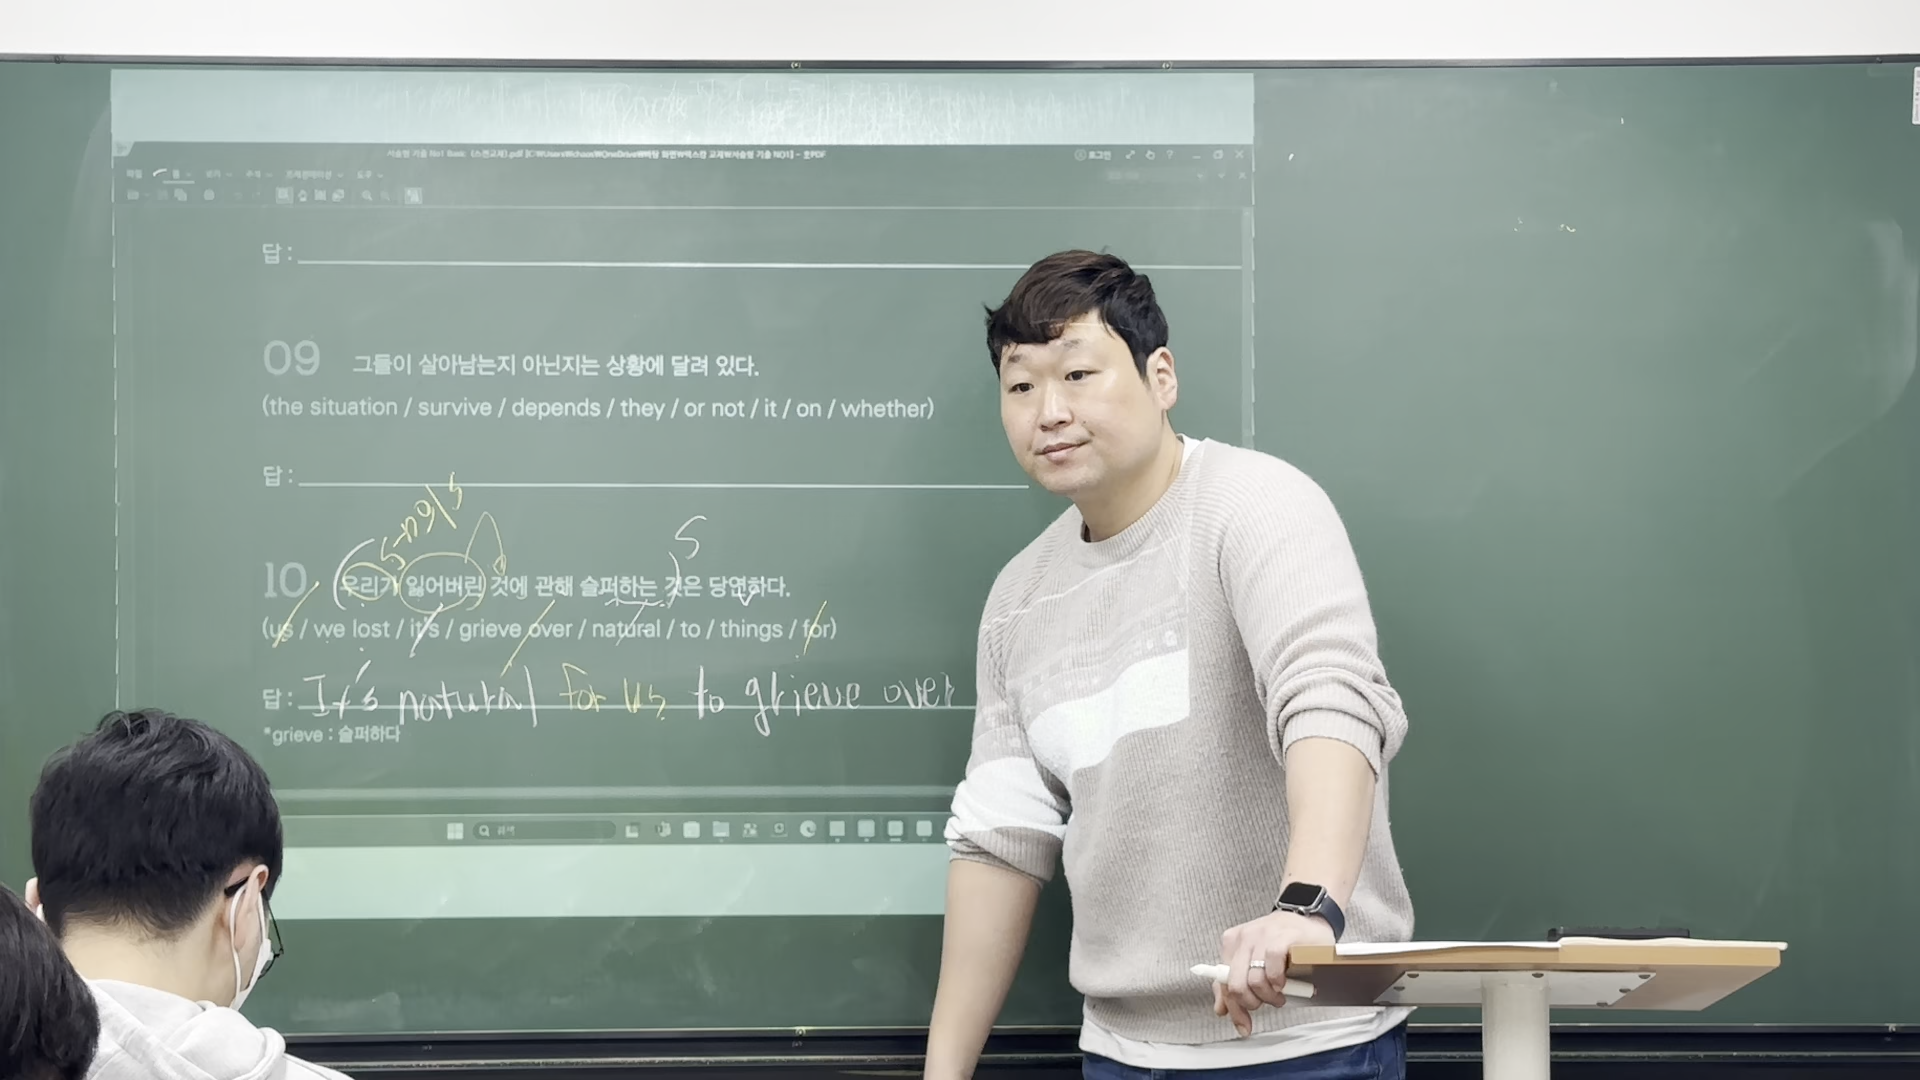 답 :
09 그들이 살아남는지 아닌지는 상황에 달려 있다.
(the situation / survive / depends / they / or not / it / on / whether)
답 :
S
10 우리가 잃어버린 것에 관해 슬퍼하는 것은 당연하다.
(us / we lost / it's / grieve over / natural / to / things / for)
답 : It's natural for us to grieve over
*grieve : 슬퍼하다
검색